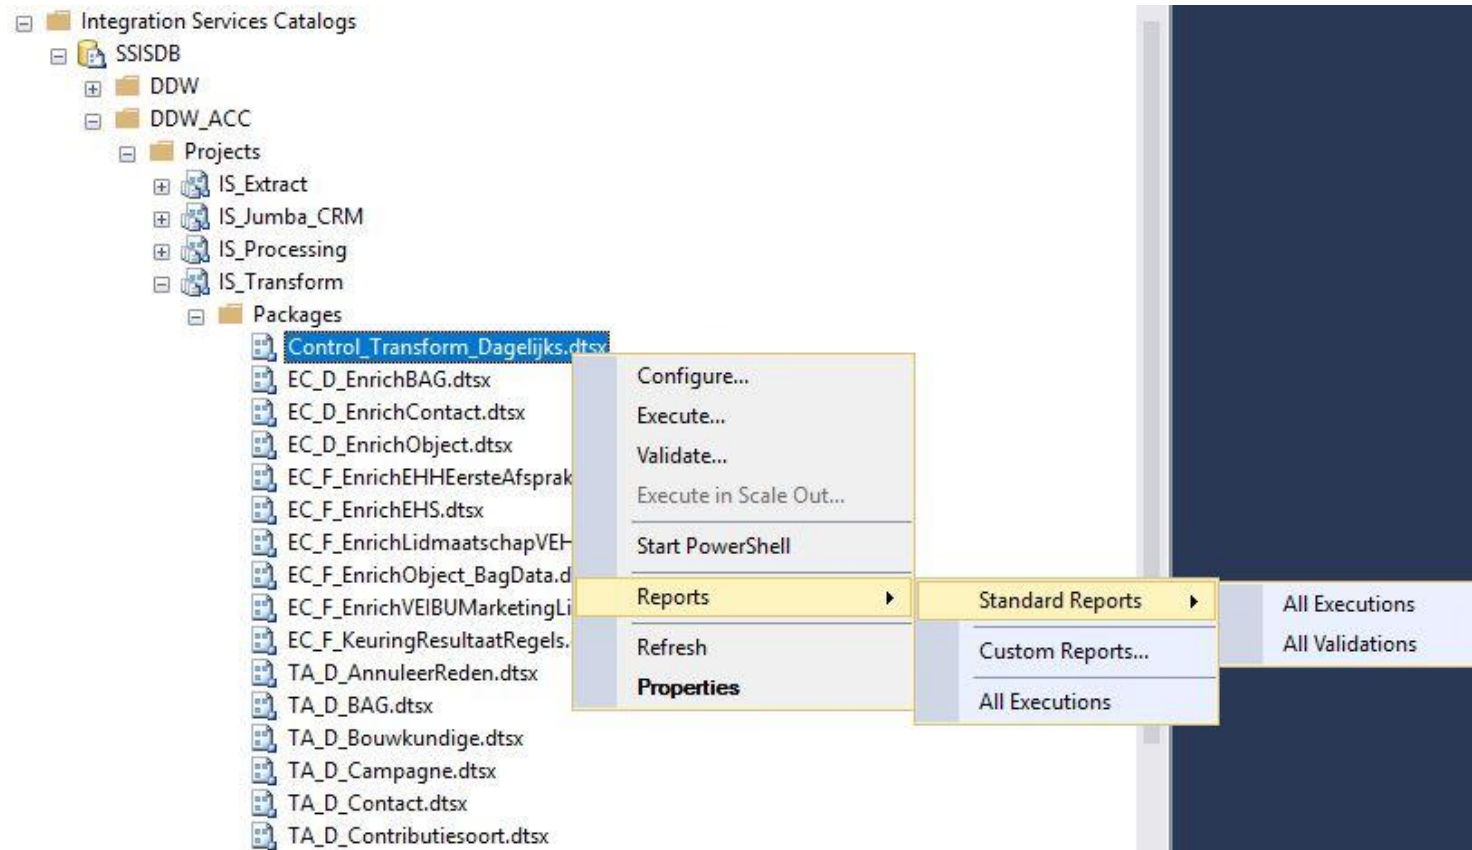 Integration Services Catalogs
SSISDB
DDW
DDW_ACC
Projects
IS_Extract
IS_Jumba_CRM
IS_Processing
IS_Transform
Packages
Control_Transform_Dagelijks.dtsx
EC_D_EnrichBAG.dtsx
EC_D_EnrichContact.dtsx
EC_D_EnrichObject.dtsx
EC_F_EnrichEHHEersteAfsprak
EC_F_EnrichEHS.dtsx
EC_F_EnrichLidmaatschapVEH
EC_F_EnrichObject_BagData.d
EC_F_EnrichVEIBUMarketingLi
EC_F_KeuringResultaatRegels.
TA_D_AnnuleerReden.dtsx
TA_D_BAG.dtsx
TA_D_Bouwkundige.dtsx
TA_D_Campagne.dtsx
TA_D_Contact.dtsx
TA_D_Contributiesoort.dtsx
Configure...
Execute...
Validate...
Execute in Scale Out...
Start PowerShell
Reports
Refresh
Properties
Standard Reports
Custom Reports...
All Executions
All Executions
All Validations